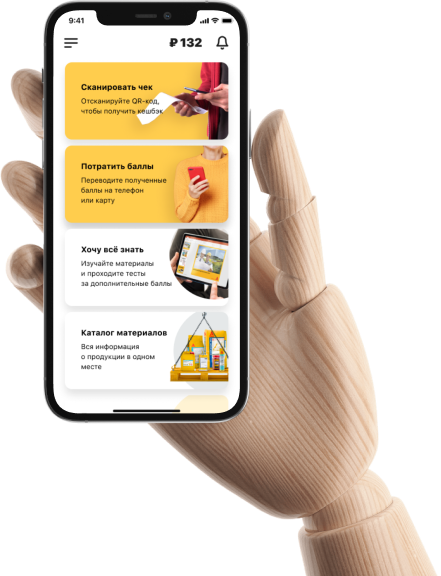 9:41
₽ 132
Сканировать чек
Отсканируйте QR-код,
чтобы получить кешбэк
Потратить баллы
Переводите полученные
баллы на телефон
или карту
Хочу всё знать
Изучайте материалы
и проходите тесты
за дополнительные баллы
Каталог материалов
Вся информация
о продукции в одном
месте